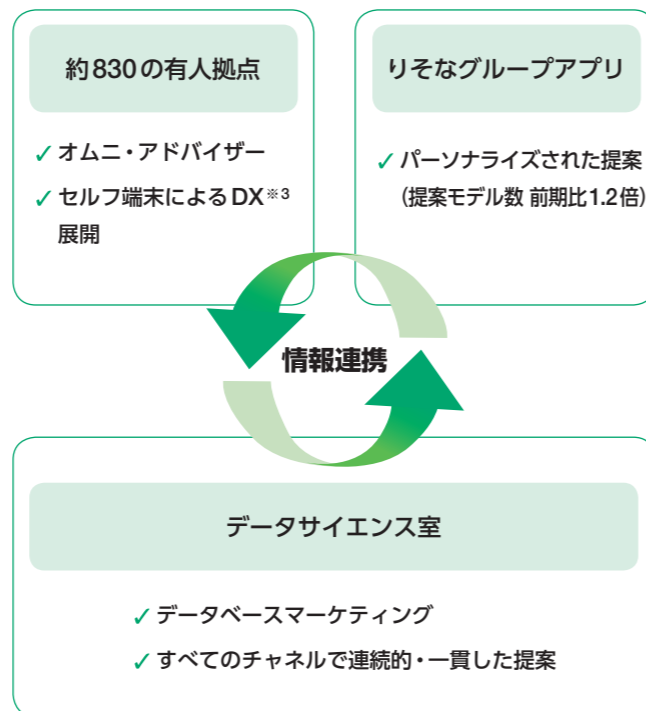 約830の有人拠点
✓ オムニ・アドバイザー
✓ セルフ端末によるDX※3
展開
りそなグループアプリ
✓ パーソナライズされた提案
(提案モデル数 前期比1.2倍)
情報連携
データサイエンス室
✓ データベースマーケティング
✓ すべてのチャネルで連続的・一貫した提案